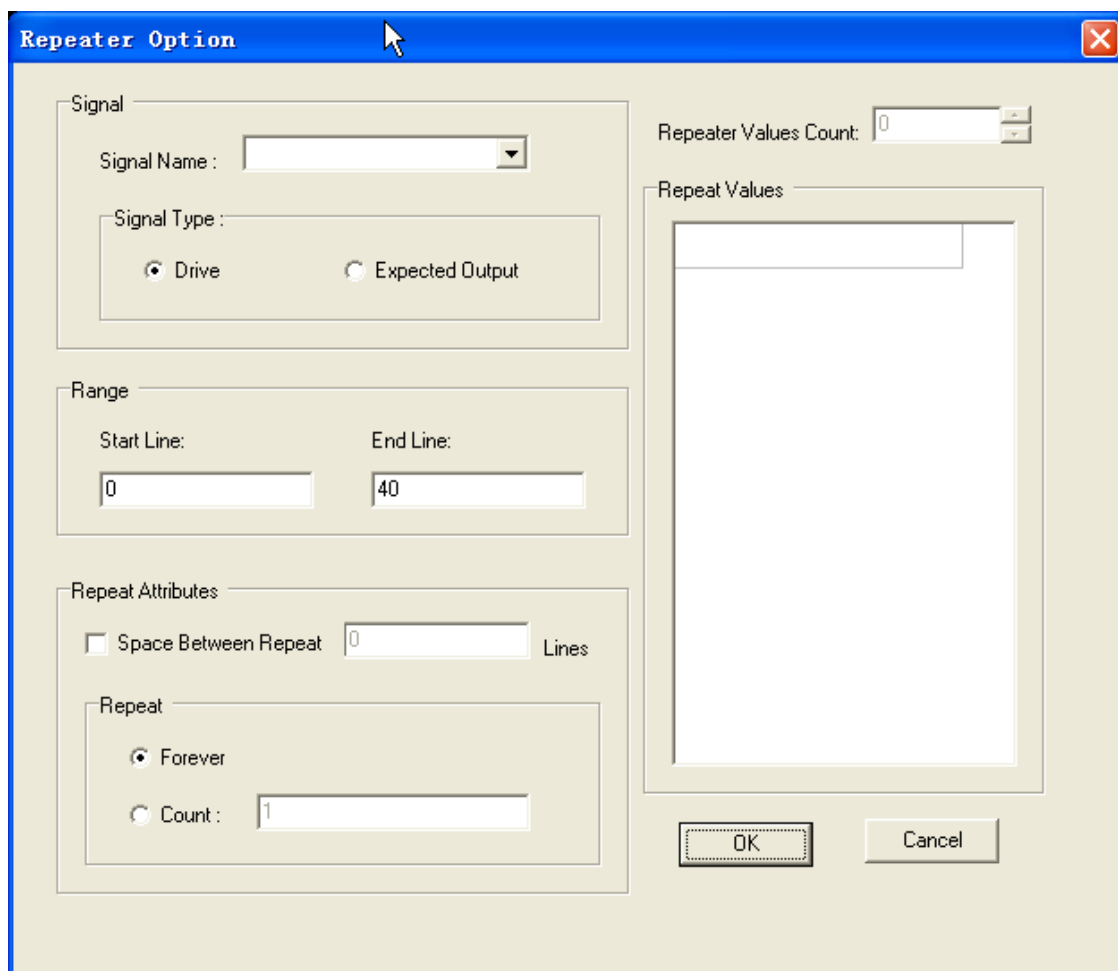 Repeater Option
Signal
Signal Name :
Signal Type :
Drive
Expected Output
Range
Start Line:
End Line:
0
40
Repeat Attributes
Space Between Repeat
0
Lines
Repeat
Forever
Count :
1
Repeater Values Count:
0
Repeat Values
OK
Cancel